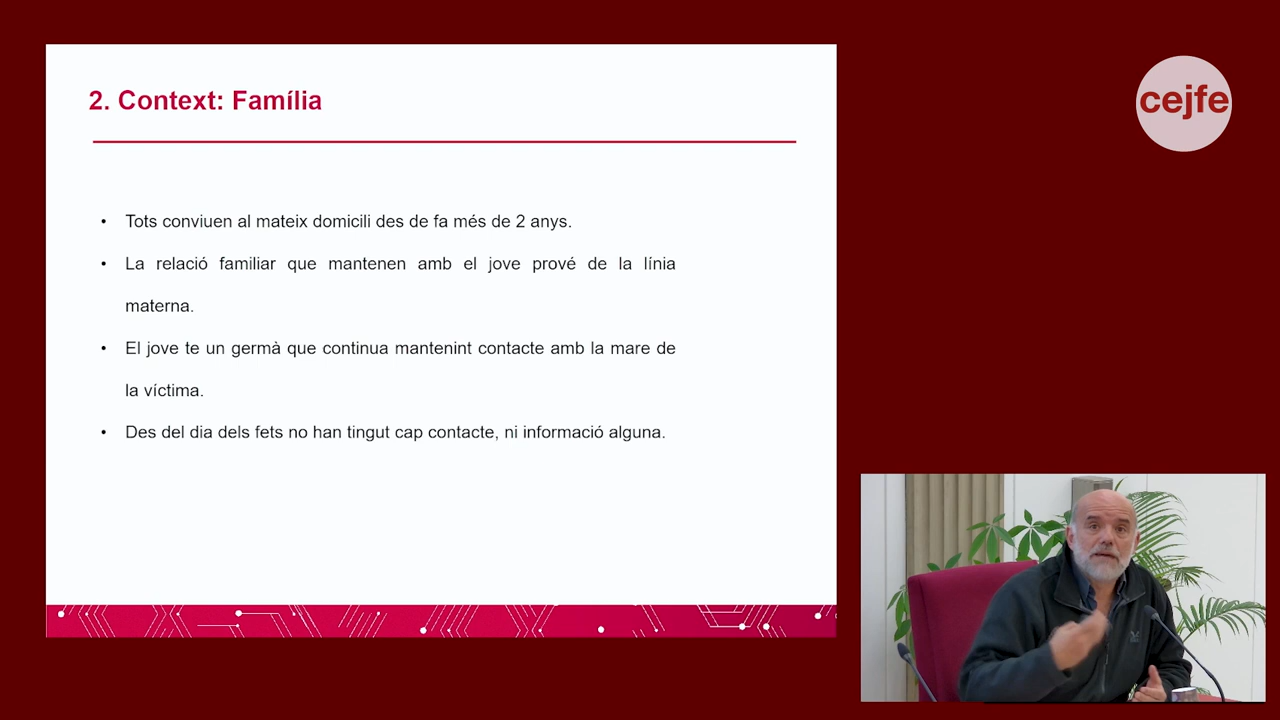 2. Context: Família
cejfe
• Tots conviuen al mateix domicili des de fa més de 2 anys.
• La relació familiar que mantenen amb el jove prové de la línia
materna.
• El jove te un germà que continua mantenint contacte amb la mare de
la víctima.
• Des del dia dels fets no han tingut cap contacte, ni informació alguna.